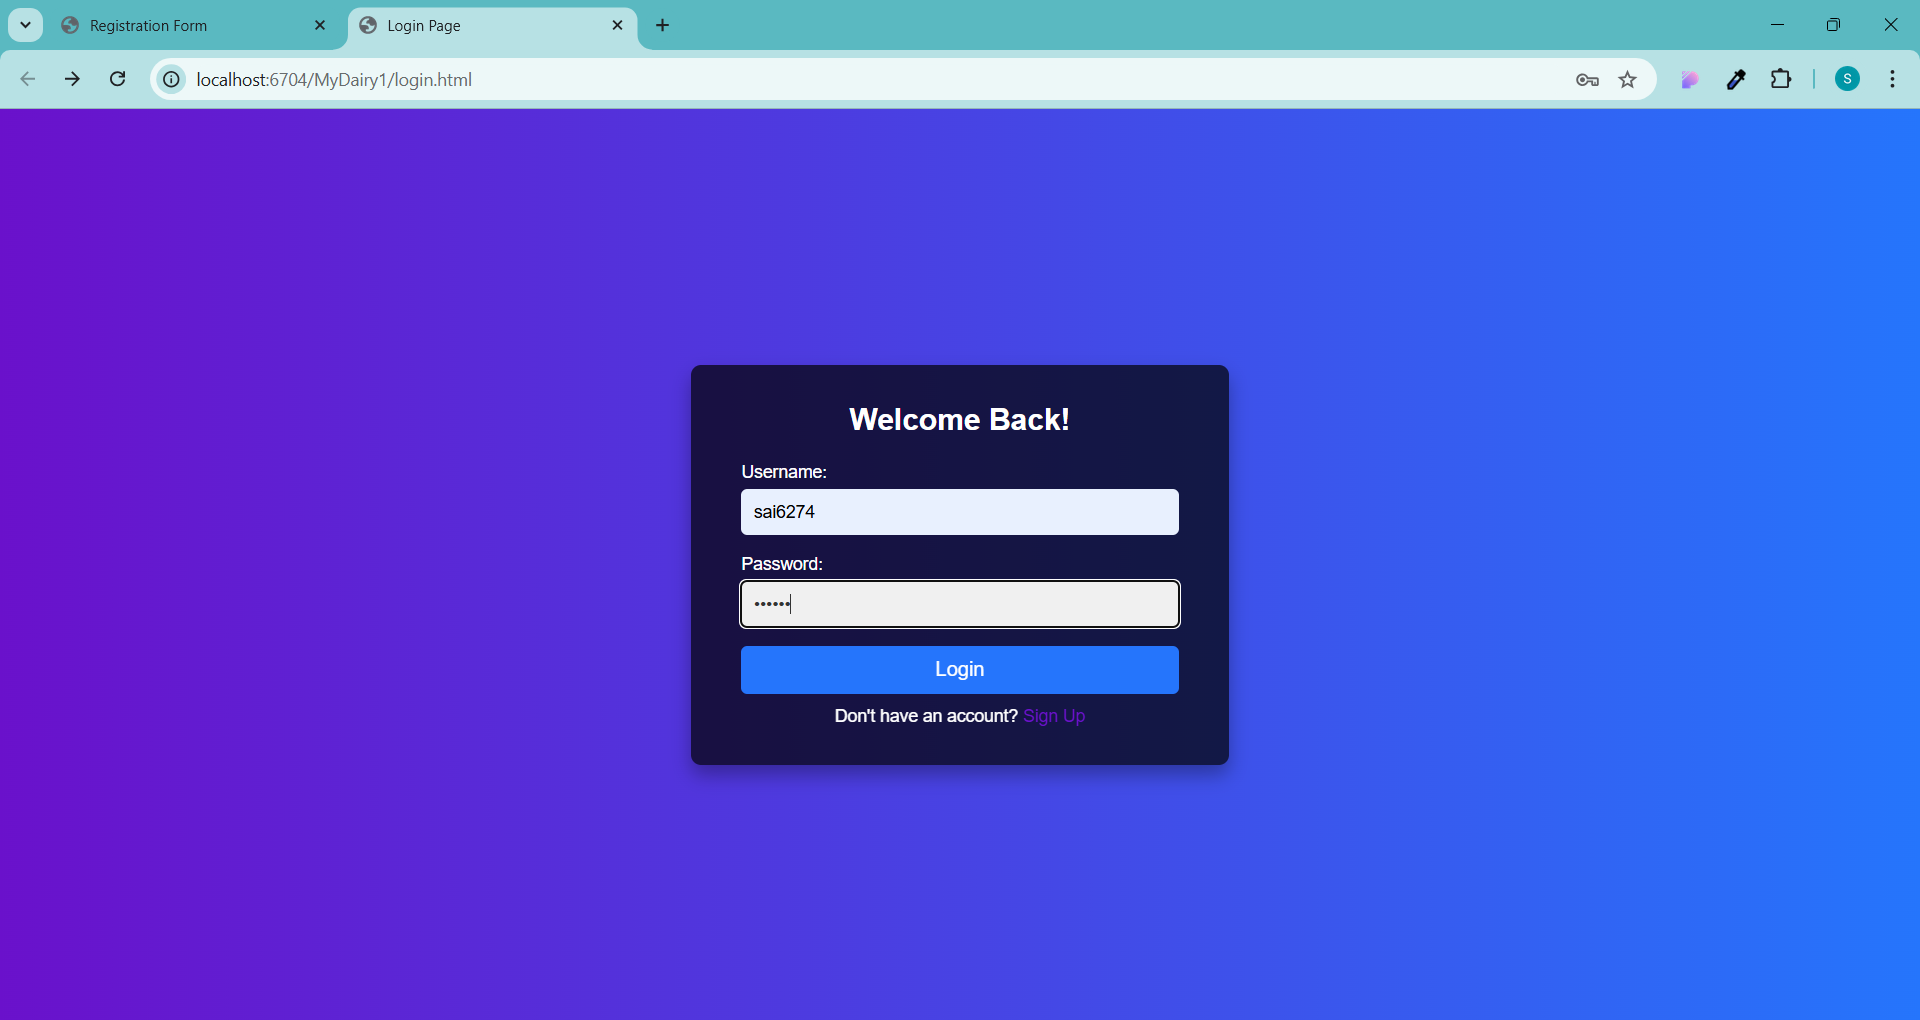 Registration Form
Login Page
localhost:6704/MyDairy1/login.html
S
Welcome Back!
Username:
sai6274
Password:
••••••
Login
Don't have an account? Sign Up